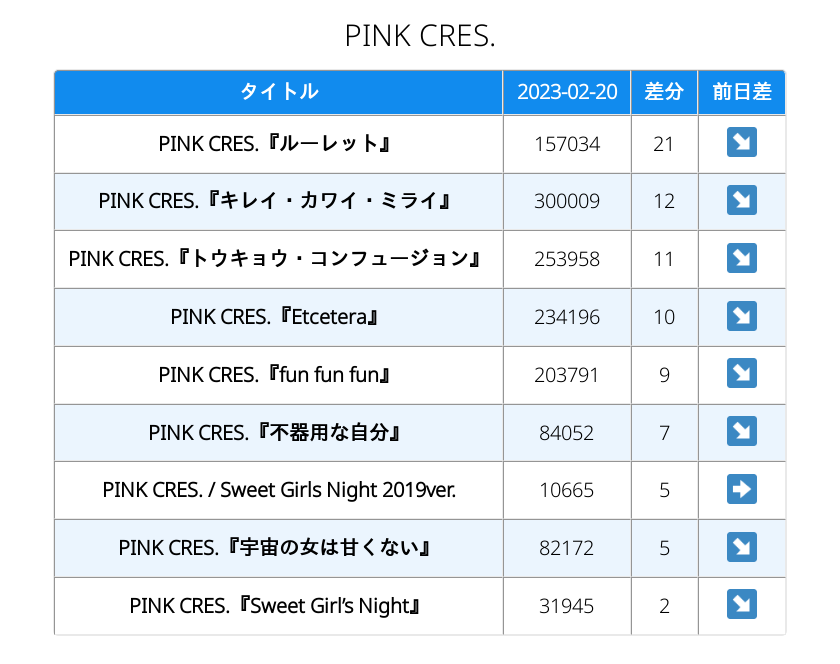 PINK CRES.
タイトル 2023-02-20 差分 前日差
PINK CRES.『ルーレット』 157034 21 ↘
PINK CRES.『キレイ・カワイ・ミライ』 300009 12 ↘
PINK CRES.『トウキョウ・コンフュージョン』 253958 11 ↘
PINK CRES.『Etcetera』 234196 10 ↘
PINK CRES.『fun fun fun』 203791 9 ↘
PINK CRES.『不器用な自分』 84052 7 ↘
PINK CRES. / Sweet Girls Night 2019ver. 10665 5 ➡
PINK CRES.『宇宙の女は甘くない』 82172 5 ↘
PINK CRES.『Sweet Girl’s Night』 31945 2 ↘